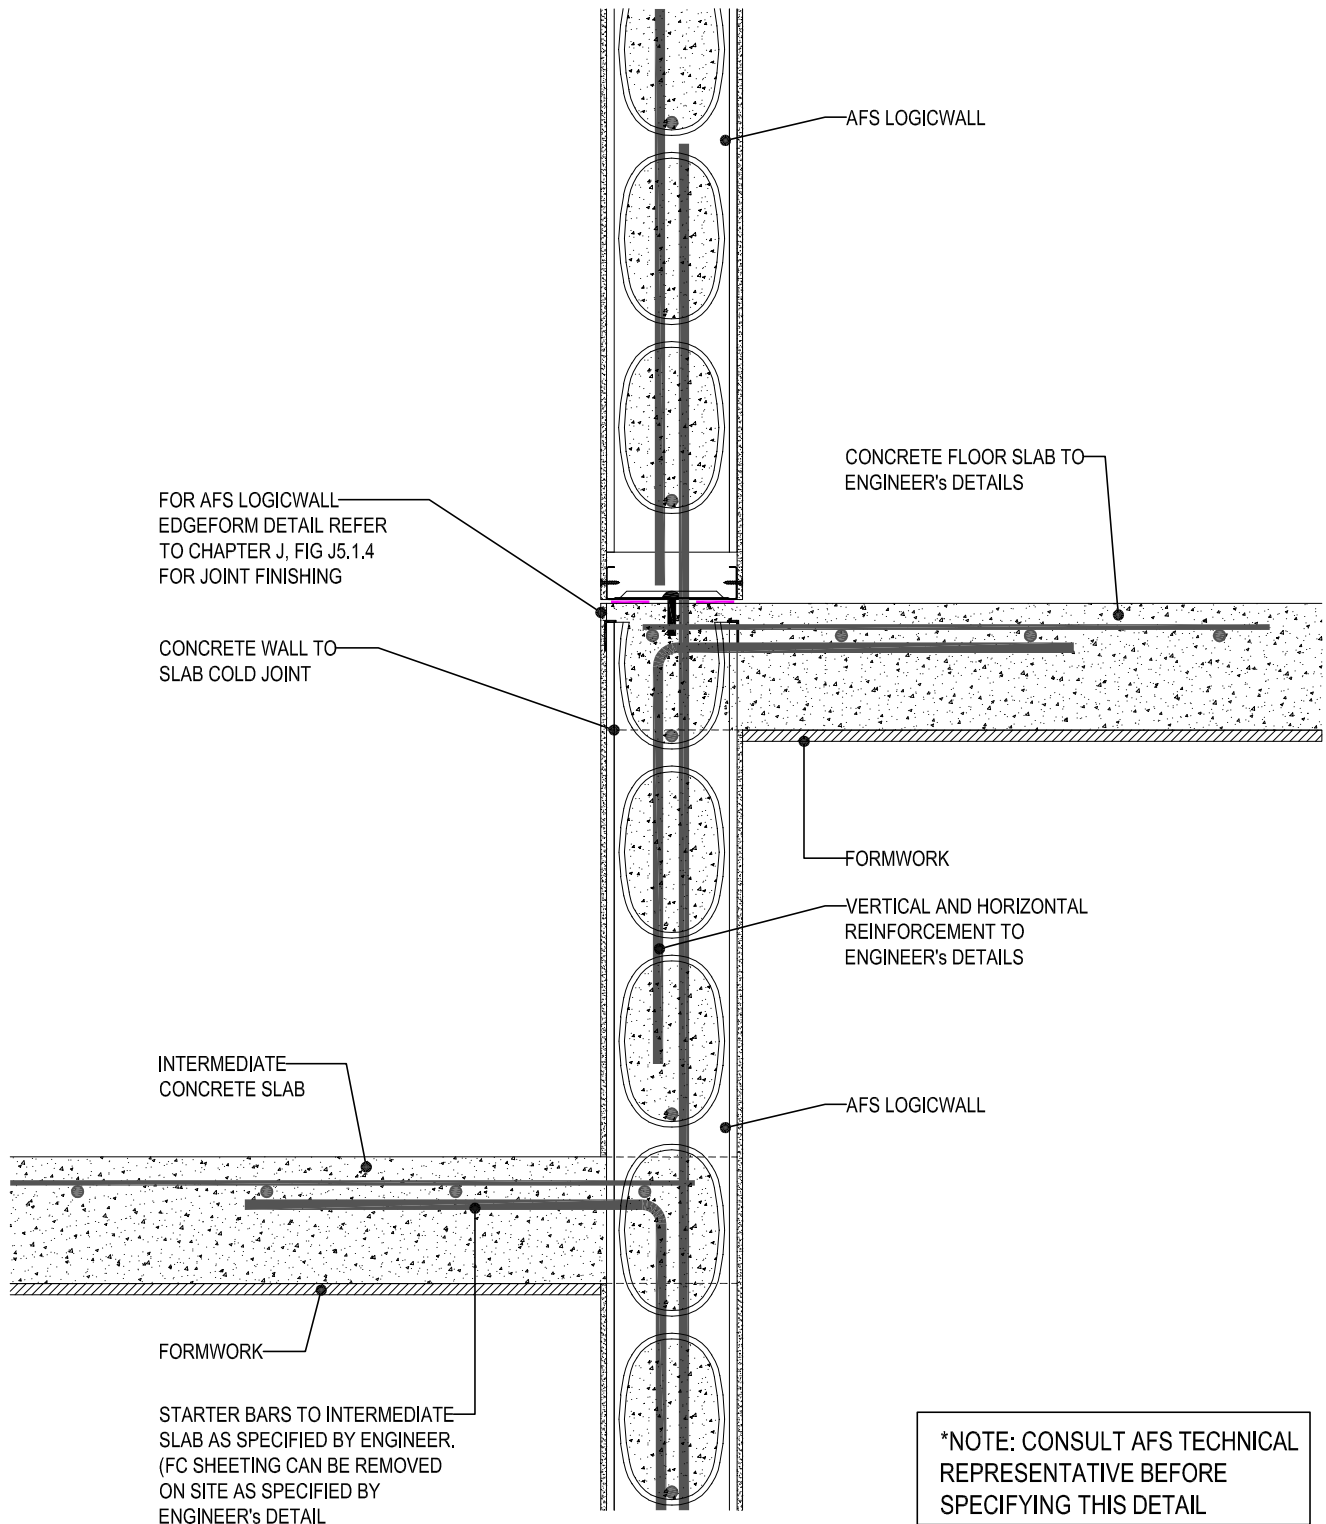 AFS LOGICWALL
CONCRETE FLOOR SLAB TO
ENGINEER's DETAILS
FOR AFS LOGICWALL
EDGEFORM DETAIL REFER
TO CHAPTER J, FIG J5.1.4
FOR JOINT FINISHING
CONCRETE WALL TO
SLAB COLD JOINT
FORMWORK
VERTICAL AND HORIZONTAL
REINFORCEMENT TO
ENGINEER's DETAILS
INTERMEDIATE
CONCRETE SLAB
AFS LOGICWALL
FORMWORK
STARTER BARS TO INTERMEDIATE
SLAB AS SPECIFIED BY ENGINEER.
(FC SHEETING CAN BE REMOVED
ON SITE AS SPECIFIED BY
ENGINEER's DETAIL
*NOTE: CONSULT AFS TECHNICAL
REPRESENTATIVE BEFORE
SPECIFYING THIS DETAIL